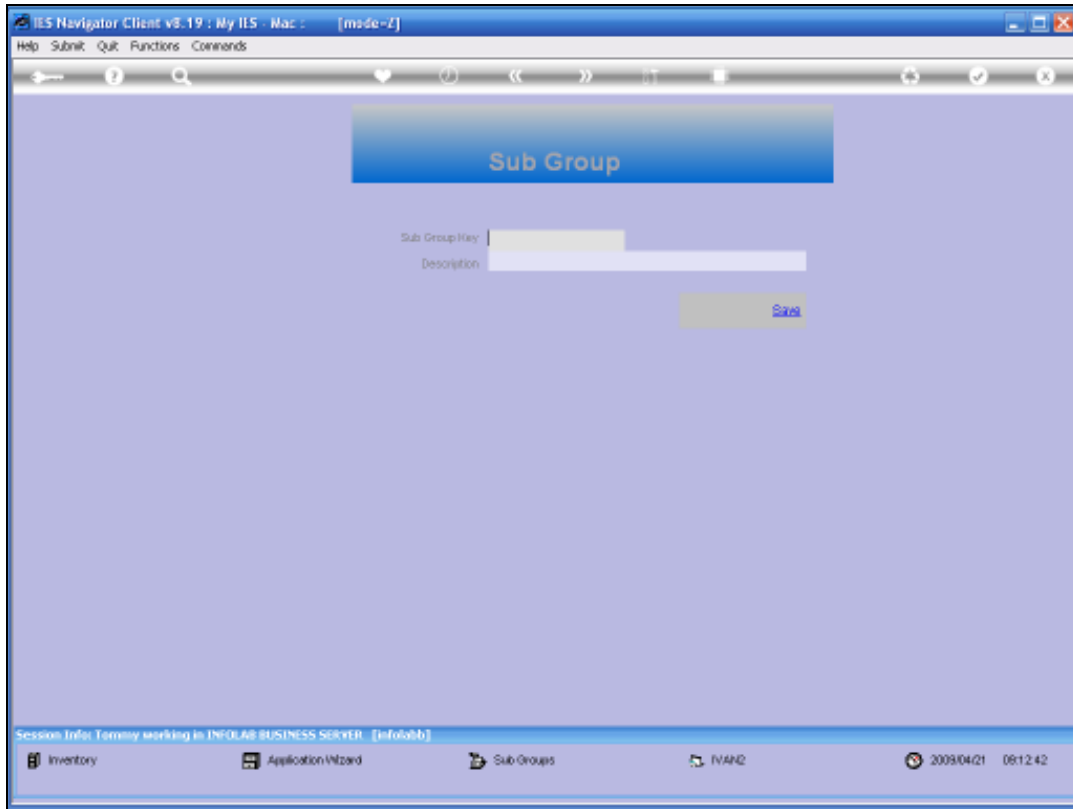 IES Navigator Client v8.19 : My IES - Mac : [mode=Z]
Help Submit Quit Functions Commands
Sub Group
Sub Group Key
Description
Save
Session Info: Tommy working in INFOLAB BUSINESS SERVER [infolabb]
Inventory Application Wizard Sub Groups IVAN2 2009/04/21 09:12:42